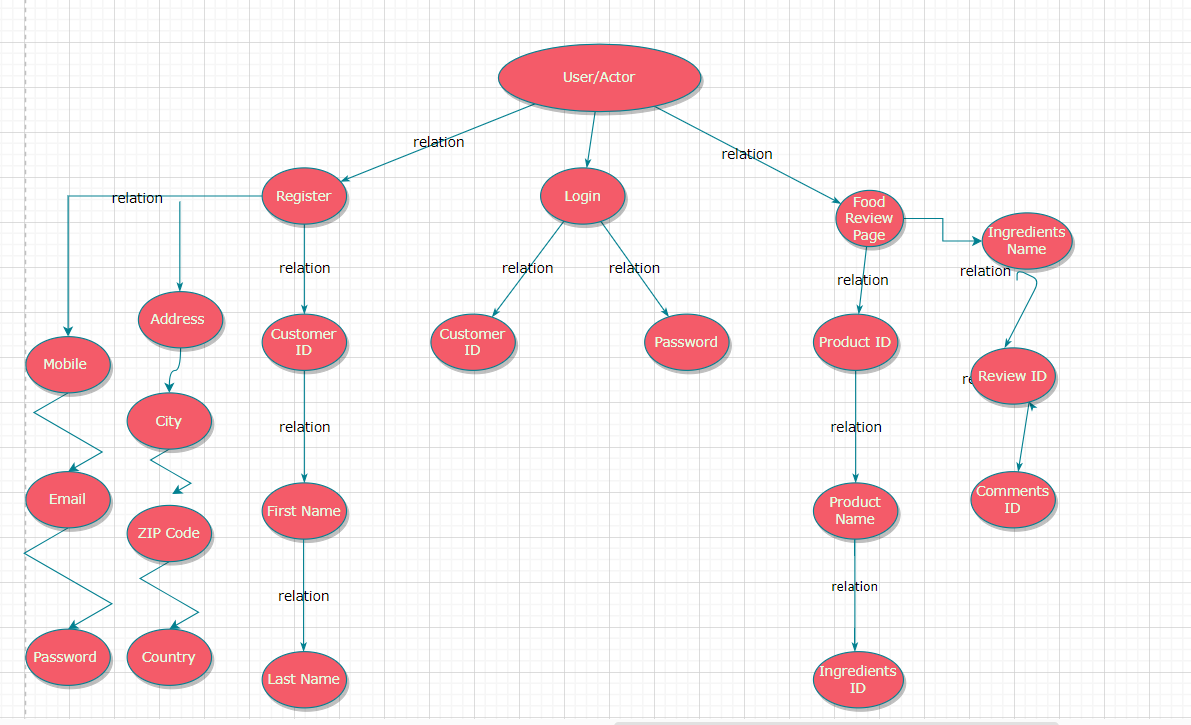 User/Actor
relation
relation
relation
Register
Login
Food
Review
Page
Ingredients
Name
relation
relation
relation
relation
relation
relation
Address
Customer
ID
Customer
ID
Password
Product ID
Mobile
Review ID
City
relation
relation
Email
First Name
Product
Name
Comments
ID
ZIP Code
relation
relation
Password
Country
Last Name
Ingredients
ID